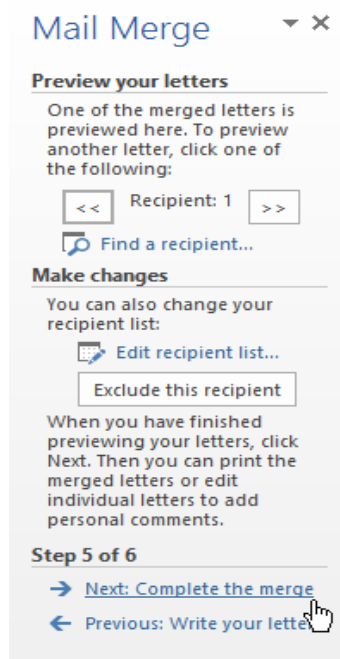 Mail Merge
Preview your letters
One of the merged letters is
previewed here. To preview
another letter, click one of
the following:
<< Recipient: 1 >>
Find a recipient...
Make changes
You can also change your
recipient list:
Edit recipient list...
Exclude this recipient
When you have finished
previewing your letters, click
Next. Then you can print the
merged letters or edit
individual letters to add
personal comments.
Step 5 of 6
Next: Complete the merge
Previous: Write your letter